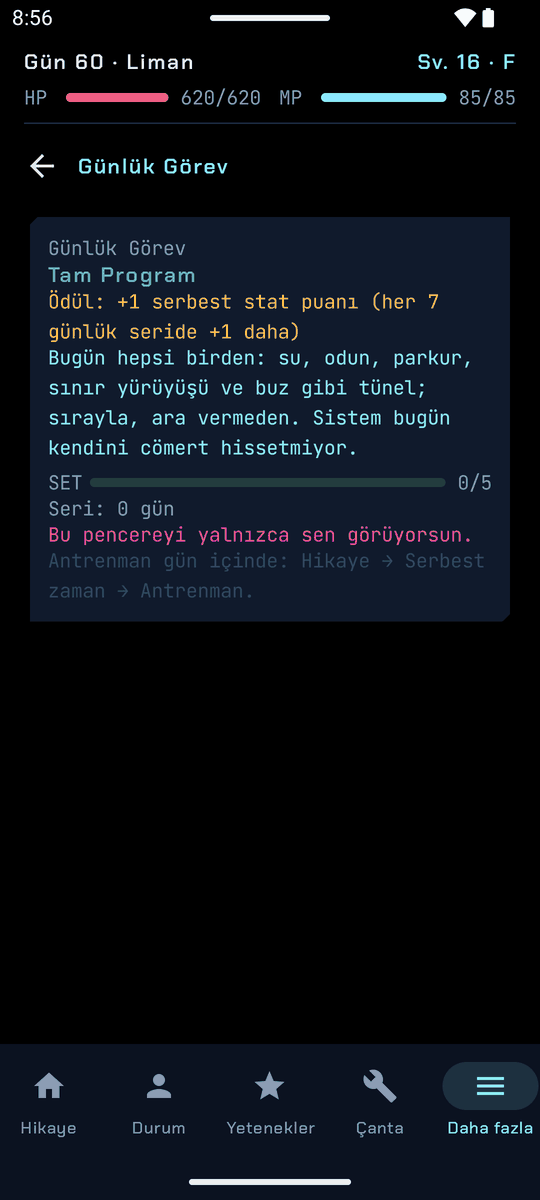 8:56
Gün 60 · Liman
Sv. 16 · F
HP 620/620 MP 85/85
Günlük Görev
Günlük Görev
Tam Program
Ödül: +1 serbest stat puanı (her 7
günlük seride +1 daha)
Bugün hepsi birden: su, odun, parkur,
sınır yürüyüşü ve buz gibi tünel;
sırayla, ara vermeden. Sistem bugün
kendini cömert hissetmiyor.
SET 0/5
Seri: 0 gün
Bu pencereyi yalnızca sen görüyorsun.
Antrenman gün içinde: Hikaye → Serbest
zaman → Antrenman.
Hikaye
Durum
Yetenekler
Çanta
Daha fazla